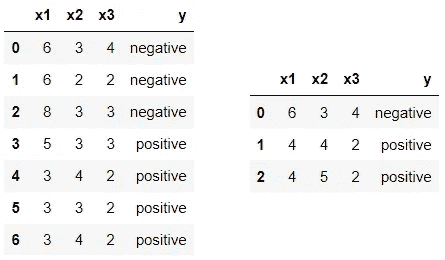 x1 x2 x3 y
0 6 3 4 negative
1 6 2 2 negative
2 8 3 3 negative
3 5 3 3 positive
4 3 4 2 positive
5 3 3 2 positive
6 3 4 2 positive
x1 x2 x3 y
0 6 3 4 negative
1 4 4 2 positive
2 4 5 2 positive